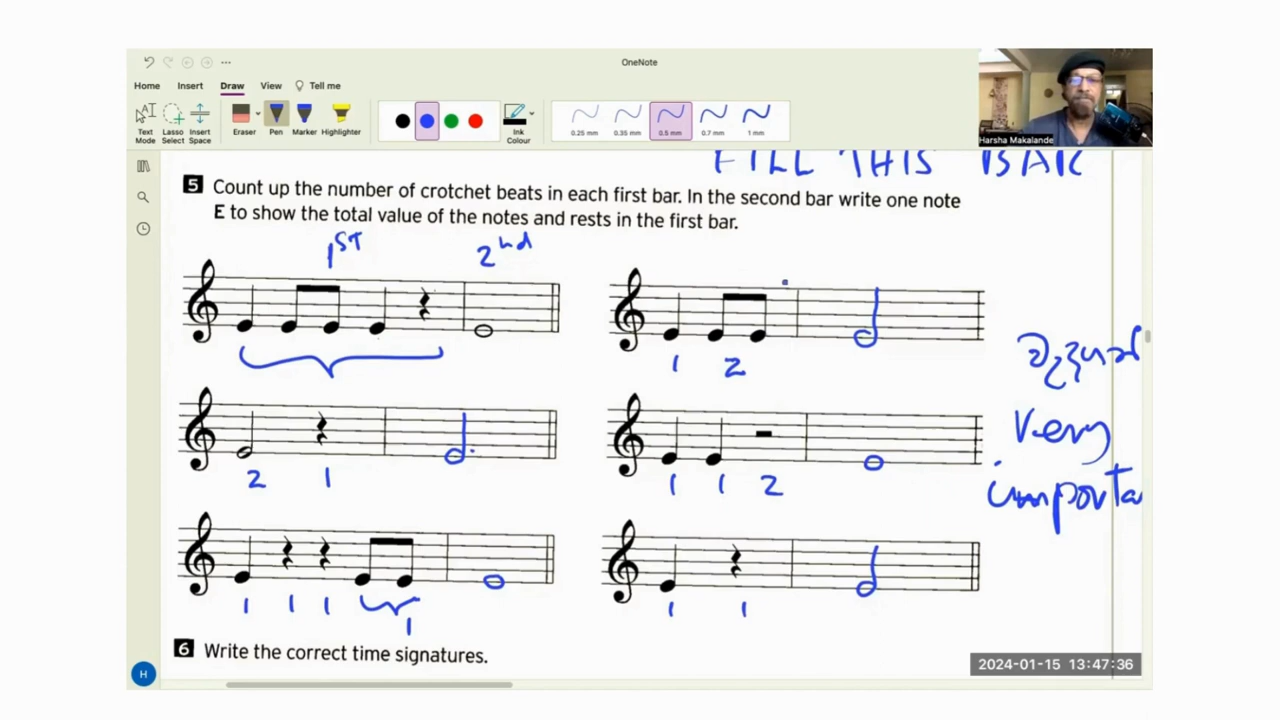 OneNote
Home Insert Draw View Tell me
Text Mode
Lasso Select
Insert Space
Eraser
Pen
Marker
Highlighter
Ink Colour
0.25 mm
0.35 mm
0.5 mm
0.7 mm
1 mm
Harsha Makalande
FILL THIS BAR
5 Count up the number of crotchet beats in each first bar. In the second bar write one note
E to show the total value of the notes and rests in the first bar.
1ST 2nd
1 2
Very
importa
2 1
1 1 2
1 1 1 1
1 1
6 Write the correct time signatures.
H
2024-01-15 13:47:36